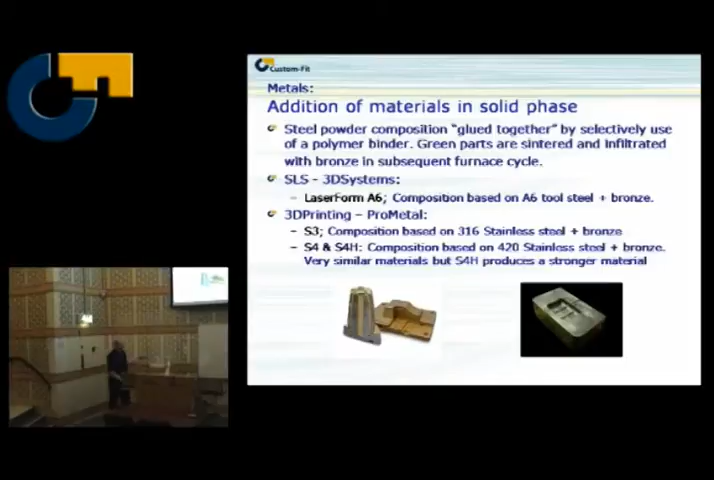 Custom-Fit
Metals:
Addition of materials in solid phase
Steel powder composition “glued together” by selectively use
of a polymer binder. Green parts are sintered and infiltrated
with bronze in subsequent furnace cycle.
SLS - 3DSystems:
– LaserForm A6; Composition based on A6 tool steel + bronze.
3DPrinting – ProMetal:
– S3; Composition based on 316 Stainless steel + bronze
– S4 & S4H: Composition based on 420 Stainless steel + bronze.
Very similar materials but S4H produces a stronger material